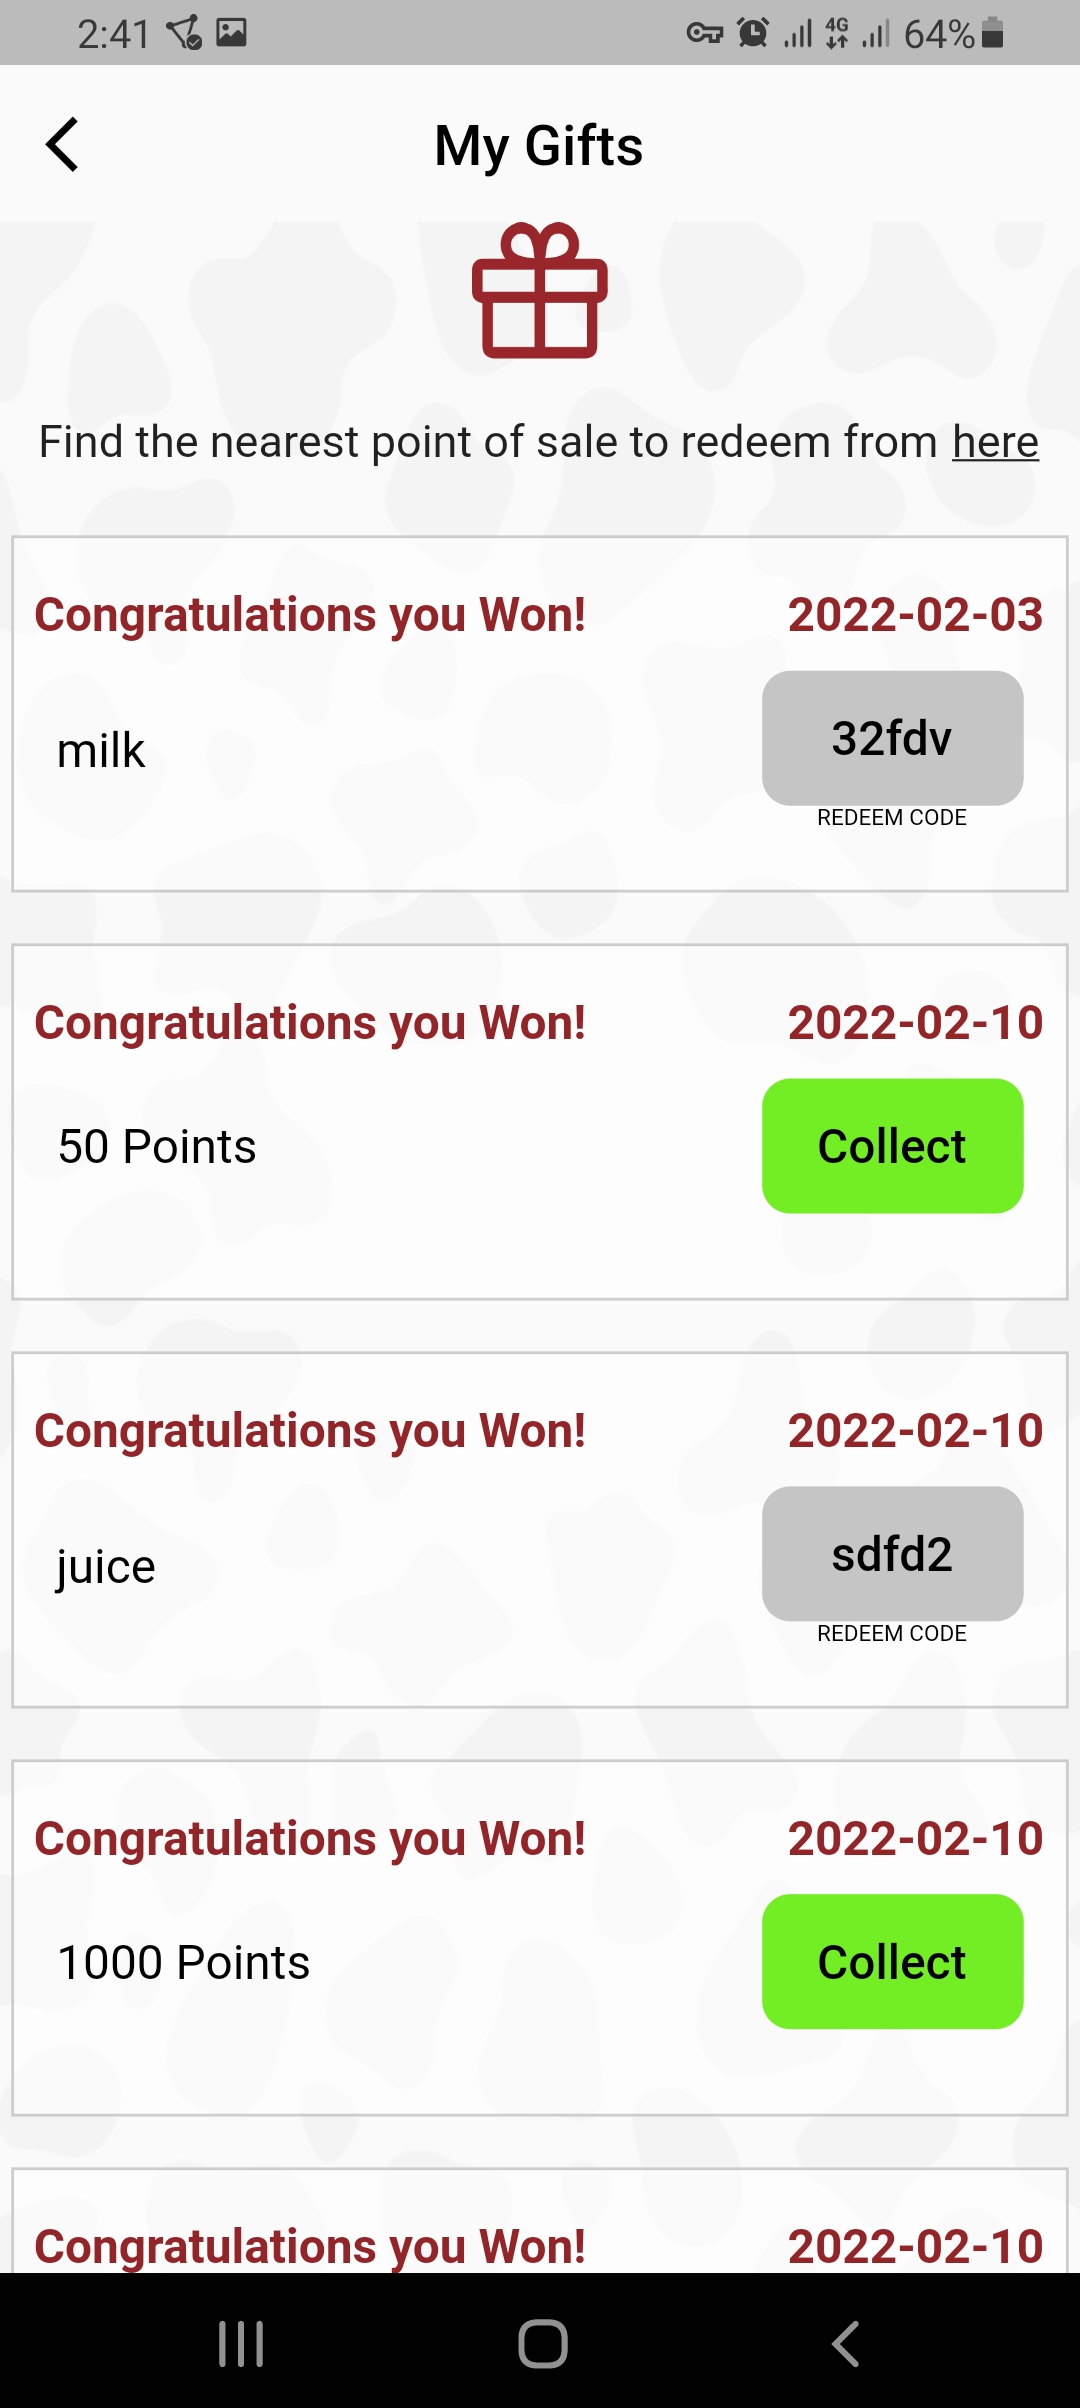 2:41 4G 64%
My Gifts
Find the nearest point of sale to redeem from here
Congratulations you Won! 2022-02-03
milk 32fdv
REDEEM CODE
Congratulations you Won! 2022-02-10
50 Points Collect
Congratulations you Won! 2022-02-10
juice sdfd2
REDEEM CODE
Congratulations you Won! 2022-02-10
1000 Points Collect
Congratulations you Won! 2022-02-10